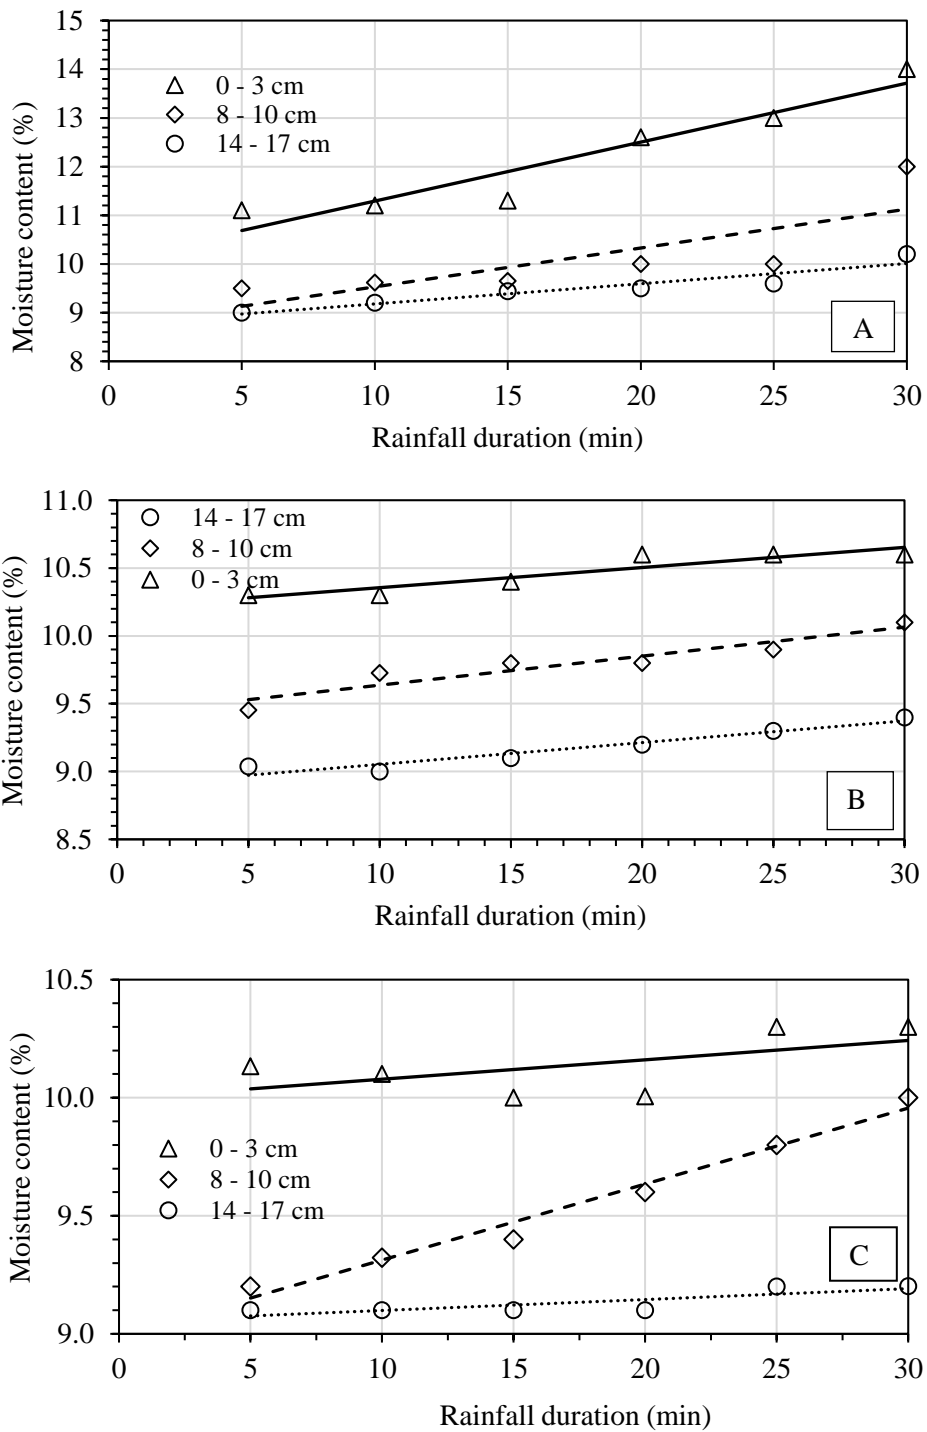 15
14
13
12
11
10
9
8
Moisture content (%)
0 - 3 cm
8 - 10 cm
14 - 17 cm
A
0 5 10 15 20 25 30
Rainfall duration (min)
11.0
10.5
10.0
9.5
9.0
8.5
Moisture content (%)
14 - 17 cm
8 - 10 cm
0 - 3 cm
B
0 5 10 15 20 25 30
Rainfall duration (min)
10.5
10.0
9.5
9.0
Moisture content (%)
0 - 3 cm
8 - 10 cm
14 - 17 cm
C
0 5 10 15 20 25 30
Rainfall duration (min)